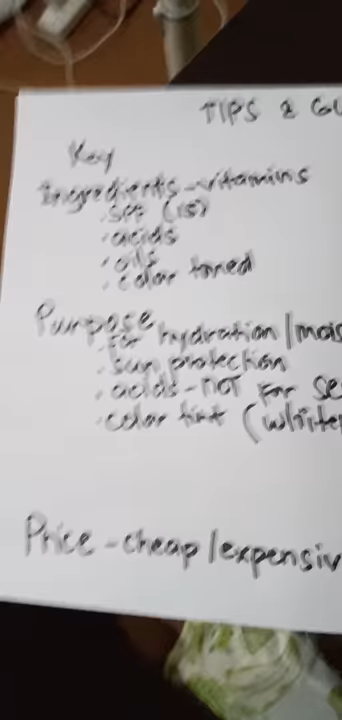 TIPS &
Key
Ingredients - vitamins
. SPF (15)
. acids
. oils
. color toned
Purpose
. For hydration/mois
. sun protection
. acids - not For se
. color tint (white
Price - cheap/expensiv